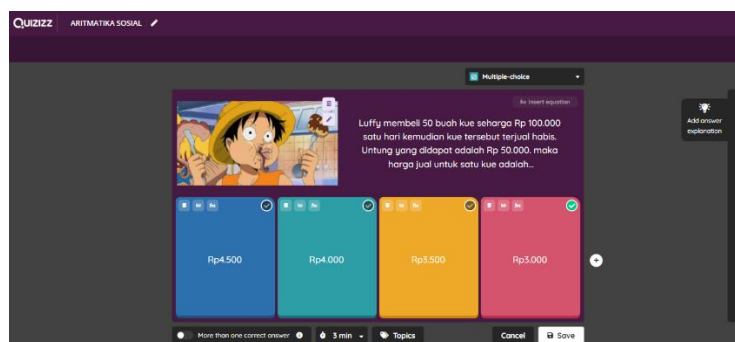 QUIZIZZ ARITMATIKA SOSIAL
Multiple-choice
Insert equation
Add answer
explanation
Luffy membeli 50 buah kue seharga Rp 100.000
satu hari kemudian kue tersebut terjual habis.
Untung yang didapat adalah Rp 50.000. maka
harga jual untuk satu kue adalah...
Rp4.500
Rp4.000
Rp3.500
Rp3.000
More than one correct answer
3 min
Topics
Cancel
Save